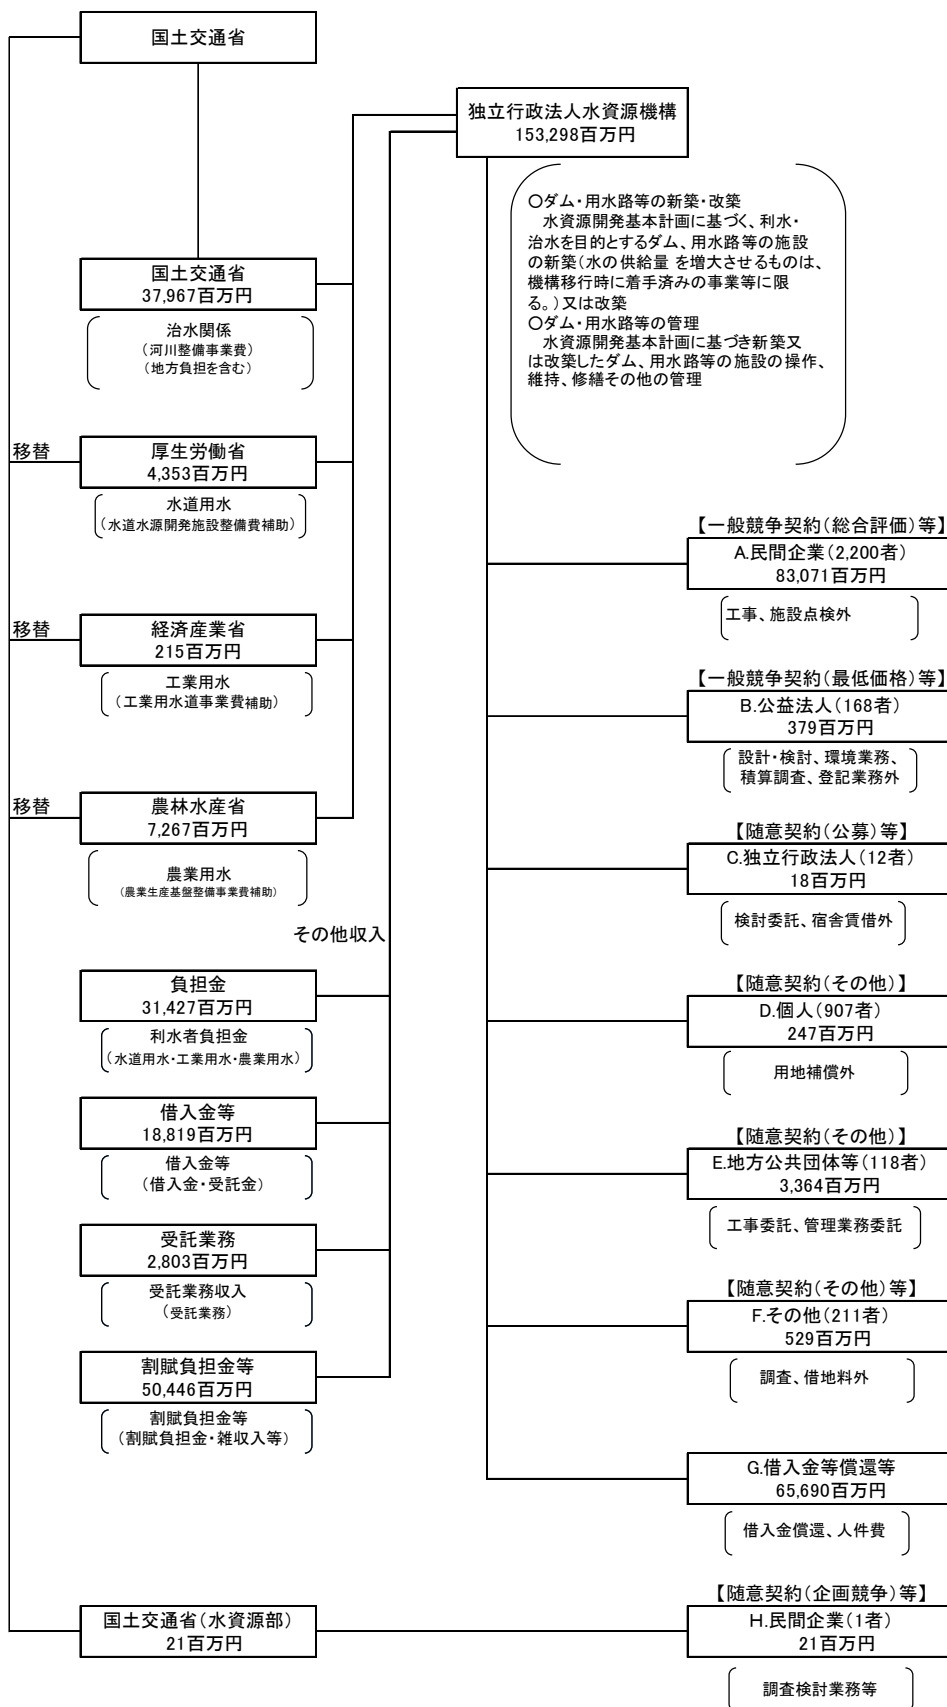 国土交通省
独立行政法人水資源機構
153,298百万円
○ダム・用水路等の新築・改築
水資源開発基本計画に基づく、利水・
治水を目的とするダム、用水路等の施設
の新築(水の供給量 を増大させるものは、
機構移行時に着手済みの事業等に限
る。)又は改築
○ダム・用水路等の管理
水資源開発基本計画に基づき新築又
は改築したダム、用水路等の施設の操作、
維持、修繕その他の管理
国土交通省
37,967百万円
治水関係
(河川整備事業費)
(地方負担を含む)
移替
厚生労働省
4,353百万円
水道用水
(水道水源開発施設整備費補助)
移替
経済産業省
215百万円
工業用水
(工業用水道事業費補助)
移替
農林水産省
7,267百万円
農業用水
(農業生産基盤整備事業費補助)
その他収入
負担金
31,427百万円
利水者負担金
(水道用水・工業用水・農業用水)
借入金等
18,819百万円
借入金等
(借入金・受託金)
受託業務
2,803百万円
受託業務収入
(受託業務)
割賦負担金等
50,446百万円
割賦負担金等
(割賦負担金・雑収入等)
国土交通省(水資源部)
21百万円
【一般競争契約(総合評価)等】
A.民間企業(2,200者)
83,071百万円
工事、施設点検外
【一般競争契約(最低価格)等】
B.公益法人(168者)
379百万円
設計・検討、環境業務、
積算調査、登記業務外
【随意契約(公募)等】
C.独立行政法人(12者)
18百万円
検討委託、宿舎賃借外
【随意契約(その他)】
D.個人(907者)
247百万円
用地補償外
【随意契約(その他)】
E.地方公共団体等(118者)
3,364百万円
工事委託、管理業務委託
【随意契約(その他)等】
F.その他(211者)
529百万円
調査、借地料外
G.借入金等償還等
65,690百万円
借入金償還、人件費
【随意契約(企画競争)等】
H.民間企業(1者)
21百万円
調査検討業務等